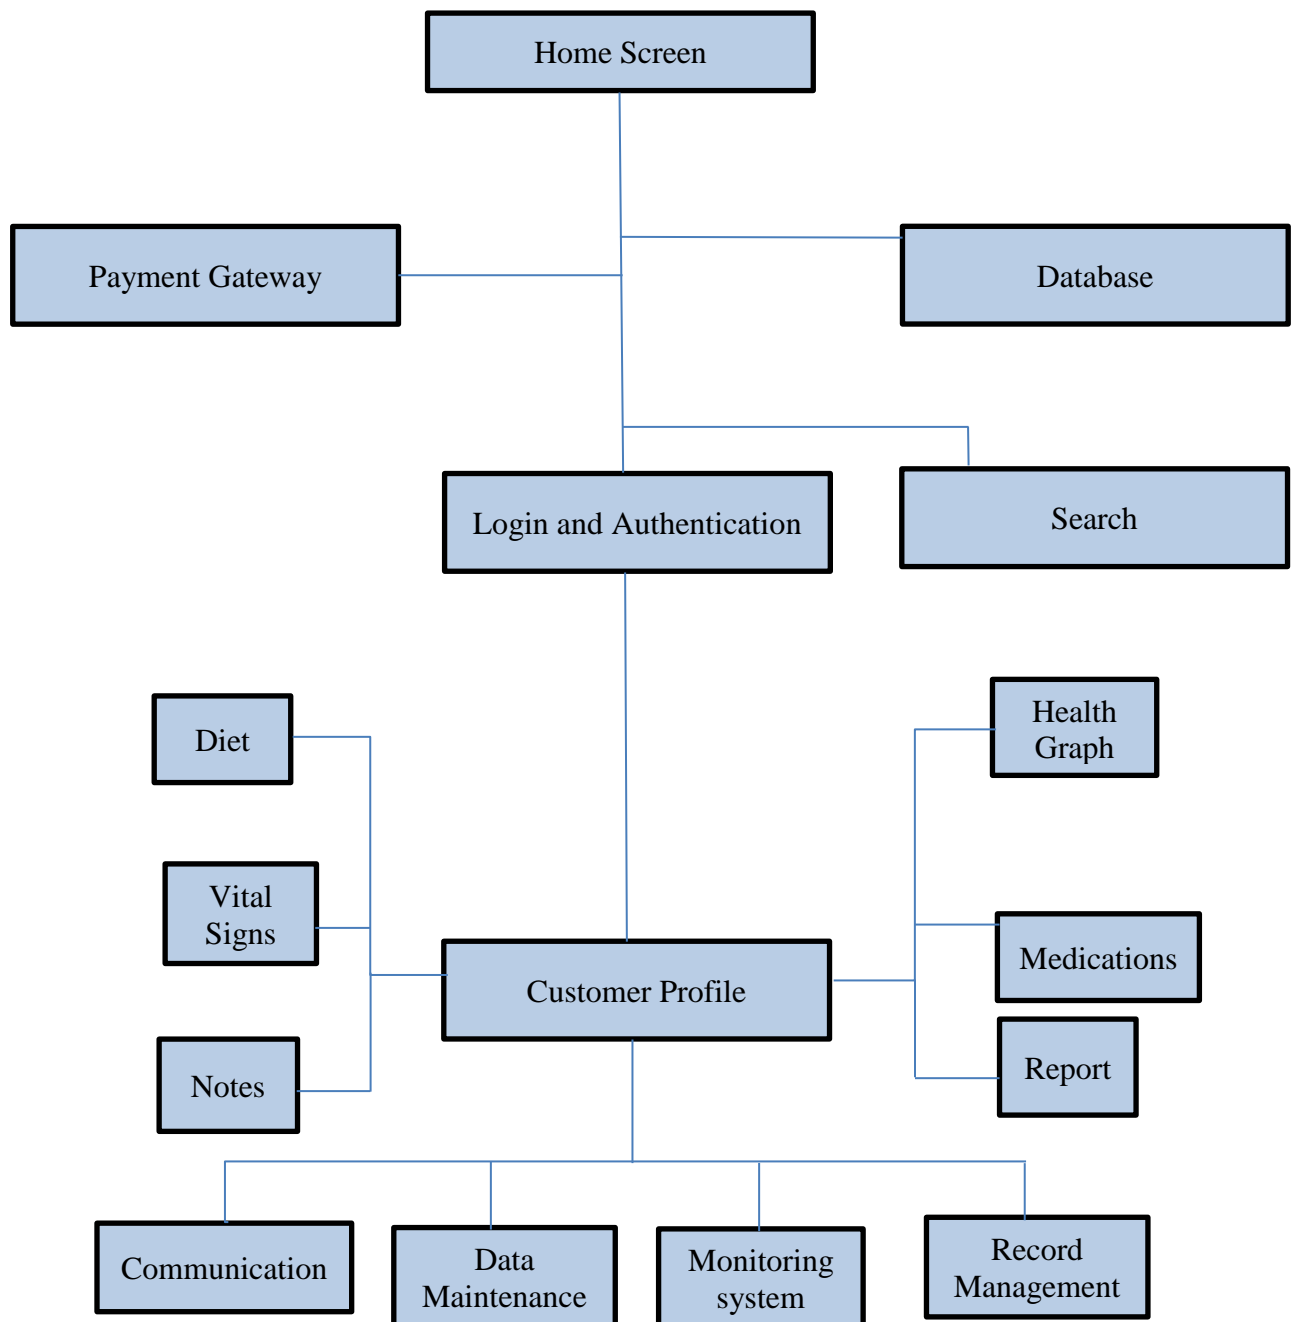 Home Screen
Payment Gateway
Database
Login and Authentication
Search
Diet
Health
Graph
Vital
Signs
Medications
Customer Profile
Notes
Report
Communication
Data
Maintenance
Monitoring
system
Record
Management